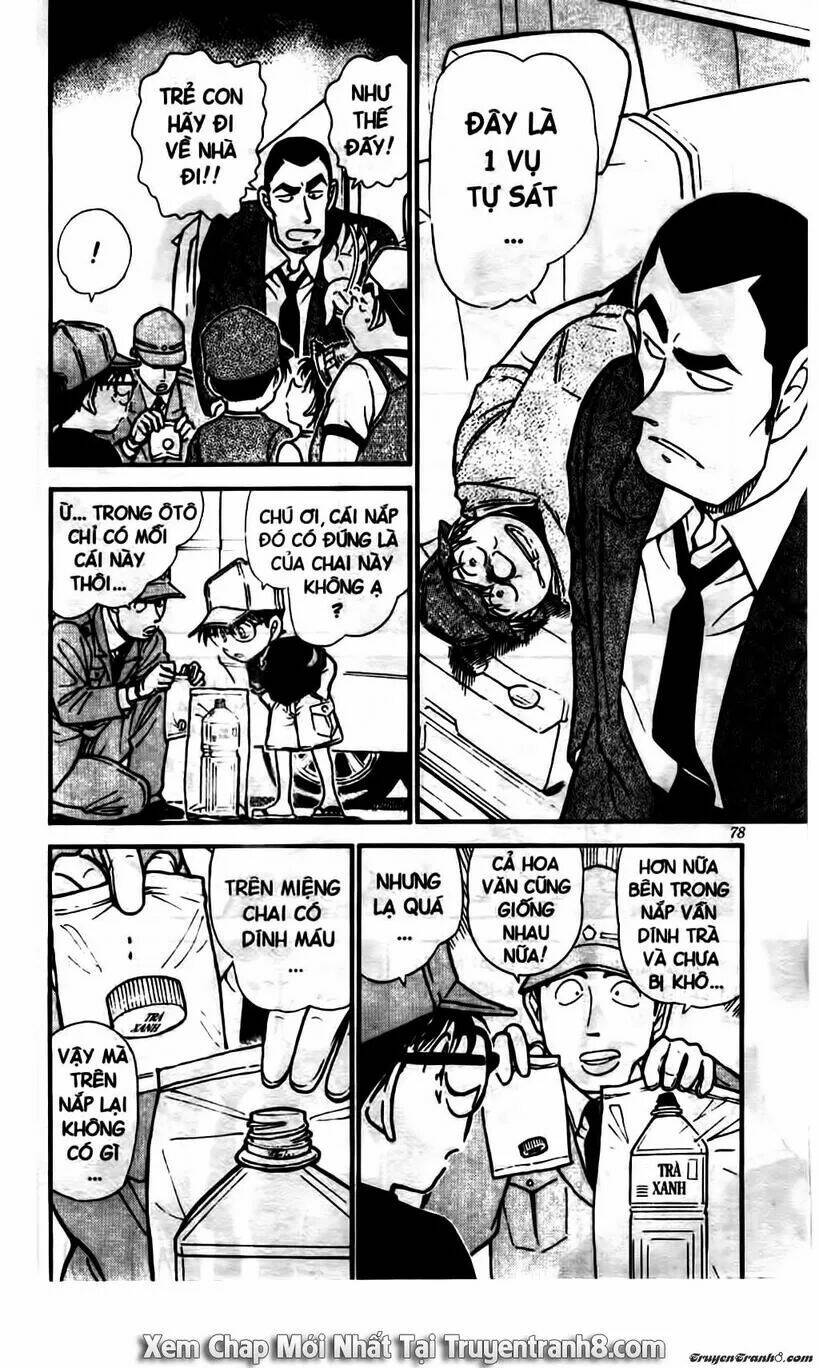 ĐÂY LÀ
1 VỤ
TỰ SÁT
...
NHƯ
THẾ
ĐẤY!
TRẺ CON
HÃY ĐI
VỀ NHÀ
ĐI!!
!
CHÚ ƠI, CÁI NẮP
ĐÓ CÓ ĐÚNG LÀ
CỦA CHAI NÀY
KHÔNG Ạ
?
Ừ... TRONG ÔTÔ
CHỈ CÓ MỖI
CÁI NÀY
THÔI...
78
HƠN NỮA
BÊN TRONG
NẮP VẪN
DÍNH TRÀ
VÀ CHƯA
BỊ KHÔ...
CẢ HOA
VĂN CŨNG
GIỐNG
NHAU
NỮA!
NHƯNG
LẠ QUÁ
...
TRÀ
XANH
TRÊN MIỆNG
CHAI CÓ
DÍNH MÁU
...
TRÀ
XANH
VẬY MÀ
TRÊN
NẮP LẠI
KHÔNG
CÓ GÌ
...
Xem Chap Mới Nhất Tại Truyentranh8.com
TruyenTranh8.com